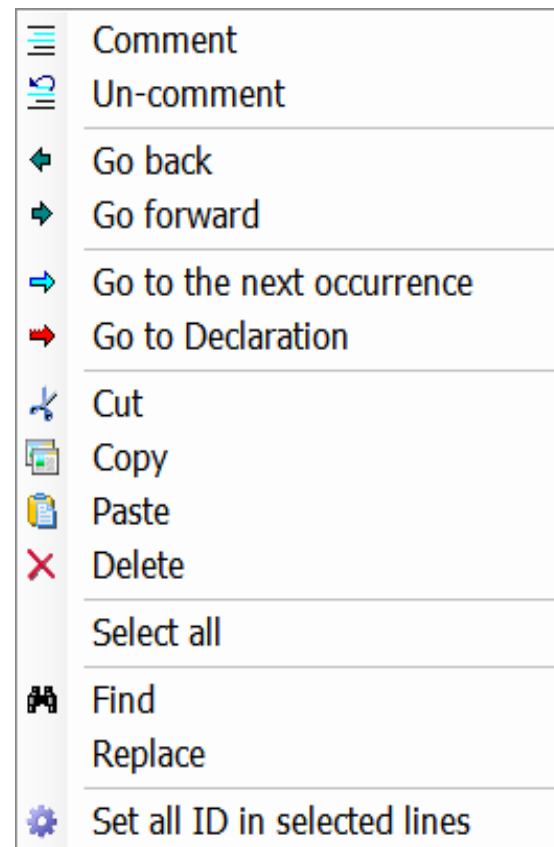 Comment
Un-comment
Go back
Go forward
Go to the next occurrence
Go to Declaration
Cut
Copy
Paste
Delete
Select all
Find
Replace
Set all ID in selected lines